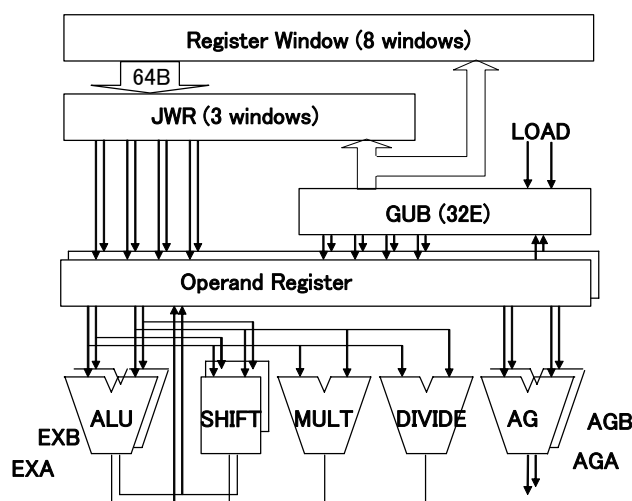 Register Window (8 windows)
64B
JWR (3 windows)
LOAD
GUB (32E)
Operand Register
ALU
SHIFT
MULT
DIVIDE
AG
AGB
EXB
EXA
AGA